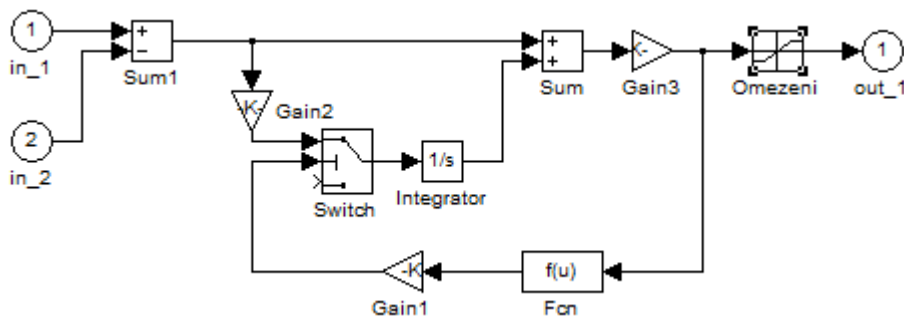 1
in_1
+
−
Sum1
2
in_2
-K-
Gain2
Switch
1/s
Integrator
+
+
Sum
K-
Gain3
Omezeni
1
out_1
-K
Gain1
f(u)
Fcn